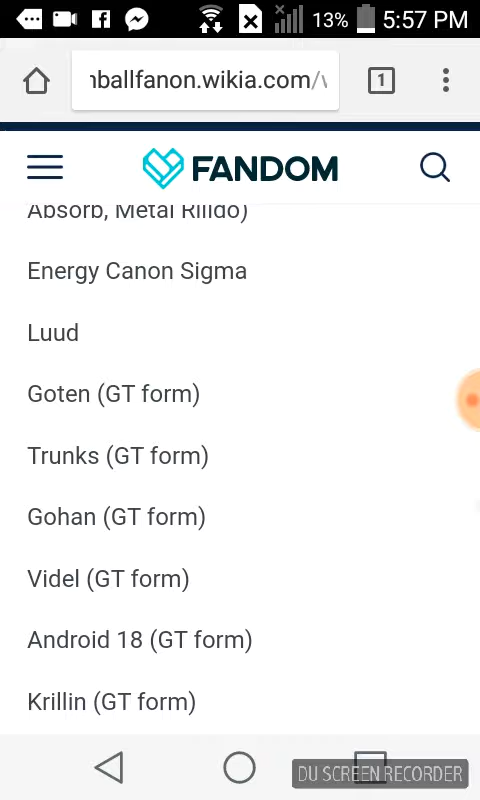 13% 5:57 PM
nballfanon.wikia.com/v
1
FANDOM
Absorb, Metal Rilldo)
Energy Canon Sigma
Luud
Goten (GT form)
Trunks (GT form)
Gohan (GT form)
Videl (GT form)
Android 18 (GT form)
Krillin (GT form)
DU SCREEN RECORDER